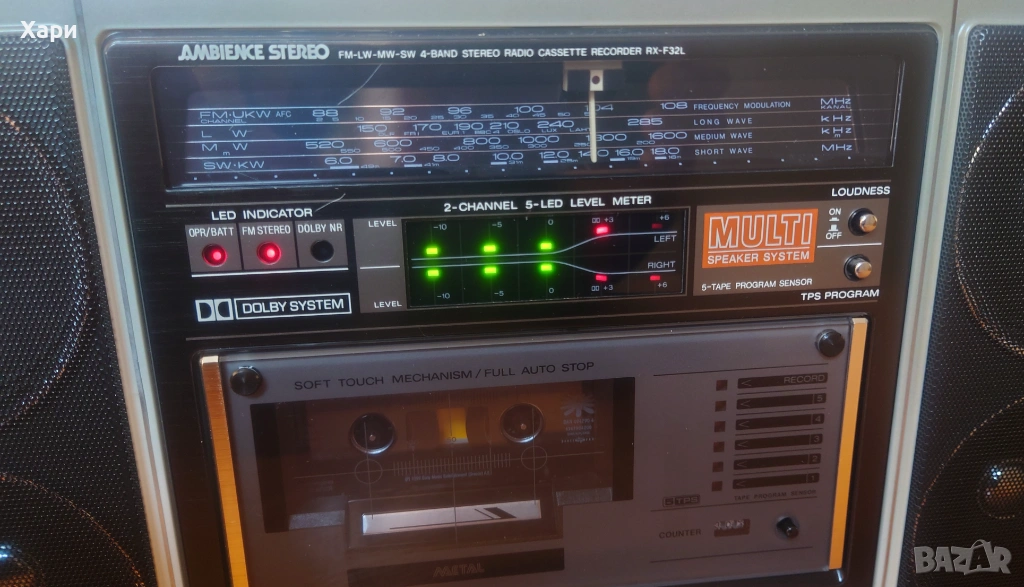 Хари
AMBIENCE STEREO FM-LW-MW-SW 4-BAND STEREO RADIO CASSETTE RECORDER RX-F32L
FM·UKW AFC 88 92 96 100 104 108 FREQUENCY MODULATION MHz
CHANNEL KANAL
LW 150 170 190 210 240 285 LONG WAVE kHz
MW 520 600 800 1000 1300 1600 MEDIUM WAVE kHz
SW·KW 6.0 7.0 8.0 10.0 12.0 14.0 16.0 18.0 SHORT WAVE MHz
LED INDICATOR
OPR/BATT FM STEREO DOLBY NR
DOLBY SYSTEM
2-CHANNEL 5-LED LEVEL METER
LEVEL -10 -5 0 +3 +6
LEFT
RIGHT
LEVEL -10 -5 0 +3 +6
MULTI
SPEAKER SYSTEM
5-TAPE PROGRAM SENSOR
LOUDNESS
ON
OFF
TPS PROGRAM
SOFT TOUCH MECHANISM/FULL AUTO STOP
RECORD
5
4
3
2
1
5 TPS TAPE PROGRAM SENSOR
COUNTER
METAL
BAZAR